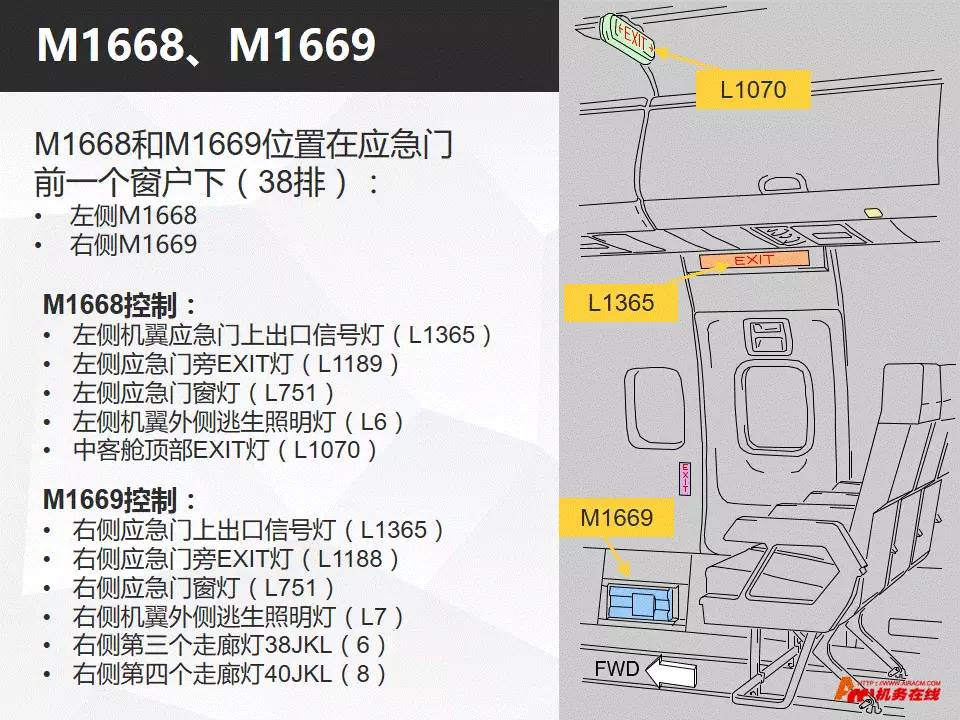 M1668、M1669
M1668和M1669位置在应急门
前一个窗户下（38排）：
• 左侧M1668
• 右侧M1669
M1668控制：
• 左侧机翼应急门上出口信号灯（L1365）
• 左侧应急门旁EXIT灯（L1189）
• 左侧应急门窗灯（L751）
• 左侧机翼外侧逃生照明灯（L6）
• 中客舱顶部EXIT灯（L1070）
M1669控制：
• 右侧应急门上出口信号灯（L1365）
• 右侧应急门旁EXIT灯（L1188）
• 右侧应急门窗灯（L751）
• 右侧机翼外侧逃生照明灯（L7）
• 右侧第三个走廊灯38JKL（6）
• 右侧第四个走廊灯40JKL（8）
EXIT
L1070
EXIT
L1365
EXIT
M1669
FWD
HTTP://WWW.AIRACM.COM
机务在线